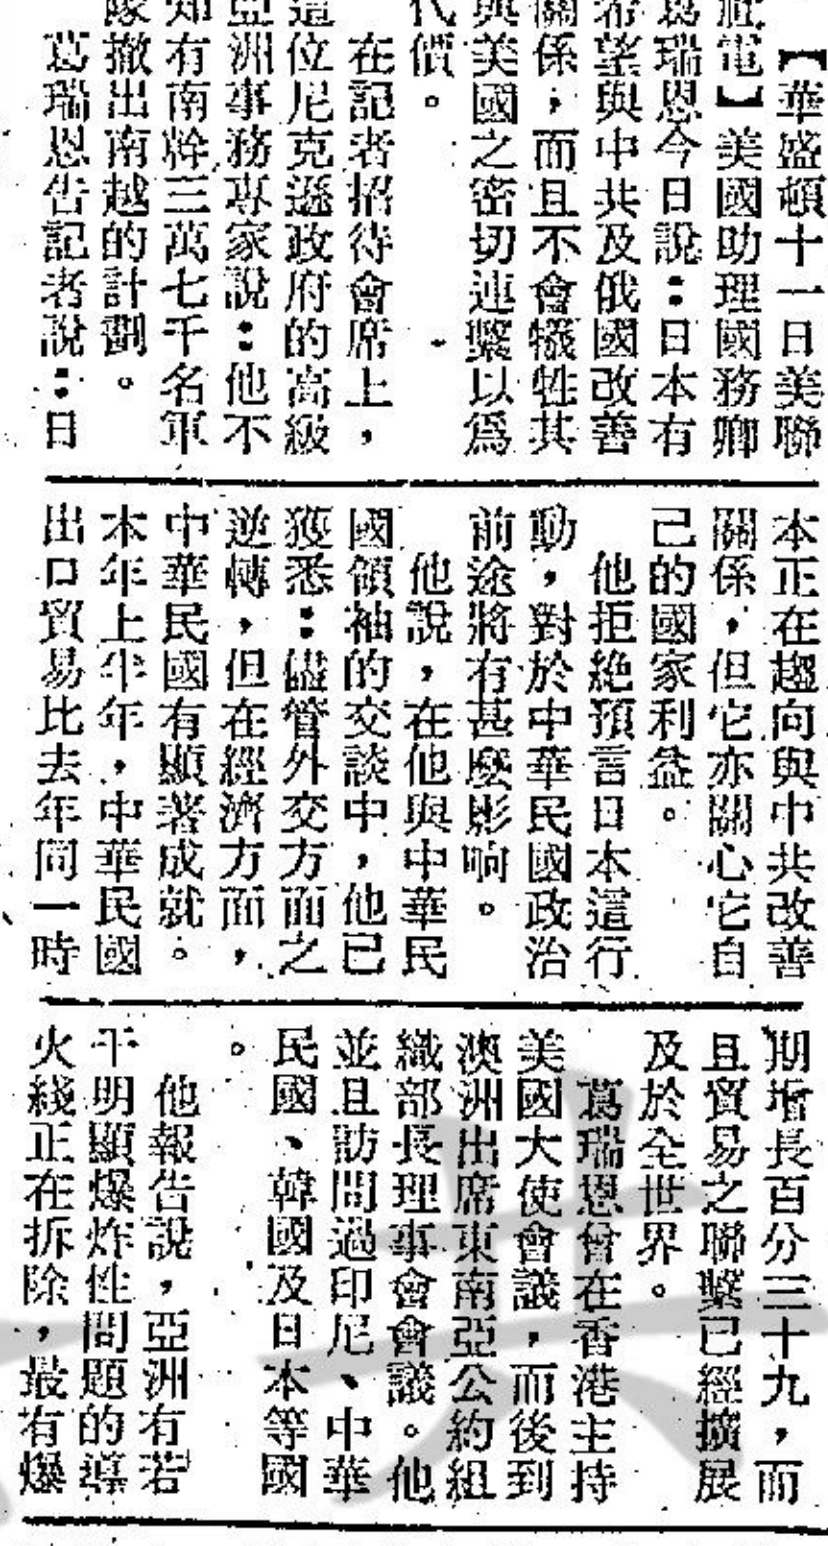 【華盛頓十一日美聯
社電】美國助理國務卿
葛瑞恩今日說：日本有
希望與中共及俄國改善
關係，而且不會犧牲其
與美國之密切連繫以爲
代價。
在記者招待會席上，
這位尼克遜政府的高級
亞洲事務專家說：他不
知有南韓三萬七千名軍
隊撤出南越的計劃。
葛瑞恩告記者說：日
本正在趨向與中共改善
關係，但它亦關心它自
己的國家利益。
他拒絶預言日本這行
動，對於中華民國政治
前途將有甚麼影响。
他說，在他與中華民
國領袖的交談中，他已
獲悉：儘管外交方面之
逆轉，但在經濟方面，
中華民國有顯著成就。
本年上半年，中華民國
出口貿易比去年同一時
期增長百分三十九，而
且貿易之聯繫已經擴展
及於全世界。
葛瑞恩曾在香港主持
美國大使會議，而後到
澳洲出席東南亞公約組
織部長理事會會議。他
並且訪問過印尼、中華
民國、韓國及日本等國
。
他報告說，亞洲有若
干明顯爆炸性問題的導
火綫正在拆除，最有爆
共